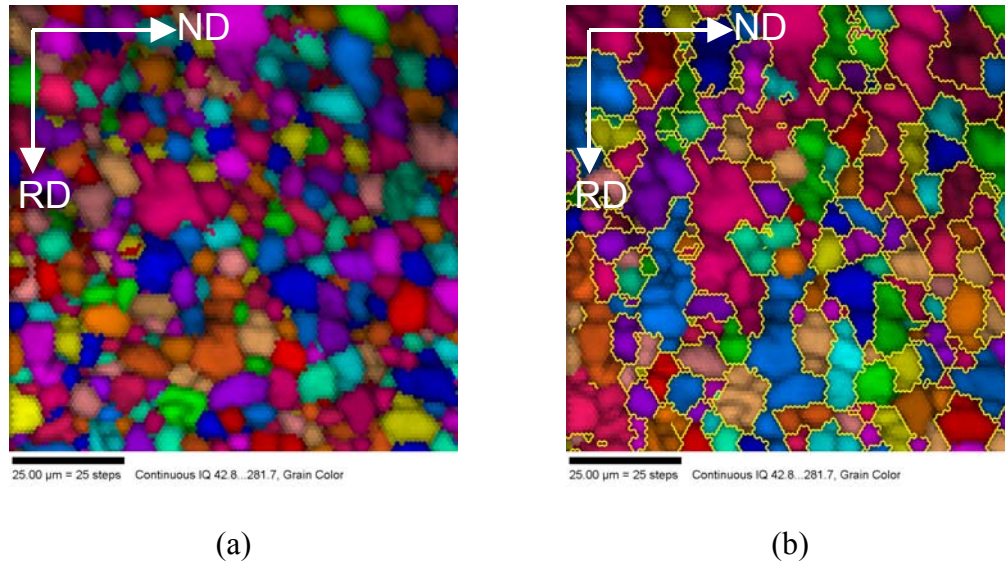 ND
RD
25.00 µm = 25 steps Continuous IQ 42.8...281.7, Grain Color
(a)
ND
RD
25.00 µm = 25 steps Continuous IQ 42.8...281.7, Grain Color
(b)